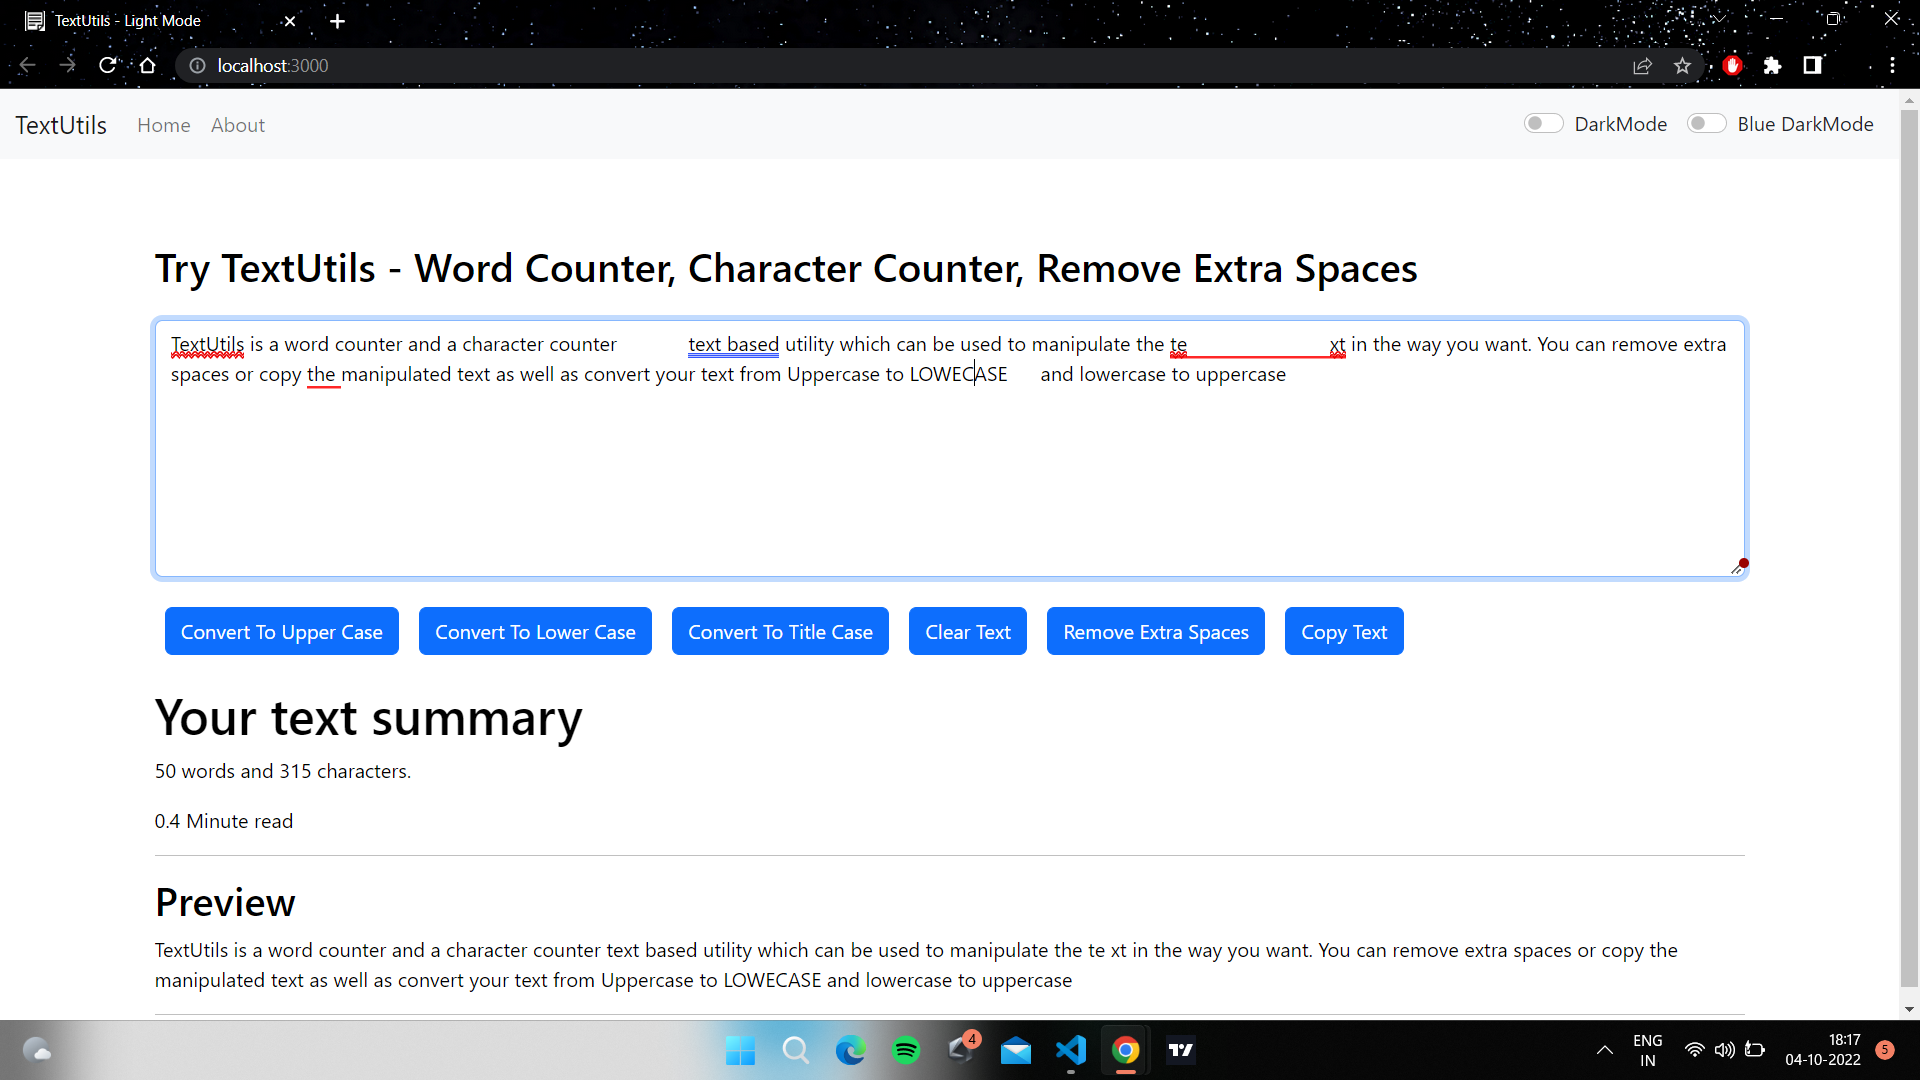 TextUtils - Light Mode
localhost:3000
TextUtils Home About DarkMode Blue DarkMode
Try TextUtils - Word Counter, Character Counter, Remove Extra Spaces
TextUtils is a word counter and a character counter text based utility which can be used to manipulate the te xt in the way you want. You can remove extra
spaces or copy the manipulated text as well as convert your text from Uppercase to LOWECASE and lowercase to uppercase
Convert To Upper Case Convert To Lower Case Convert To Title Case Clear Text Remove Extra Spaces Copy Text
Your text summary
50 words and 315 characters.
0.4 Minute read
Preview
TextUtils is a word counter and a character counter text based utility which can be used to manipulate the te xt in the way you want. You can remove extra spaces or copy the
manipulated text as well as convert your text from Uppercase to LOWECASE and lowercase to uppercase
4
ENG 18:17
IN 04-10-2022 5